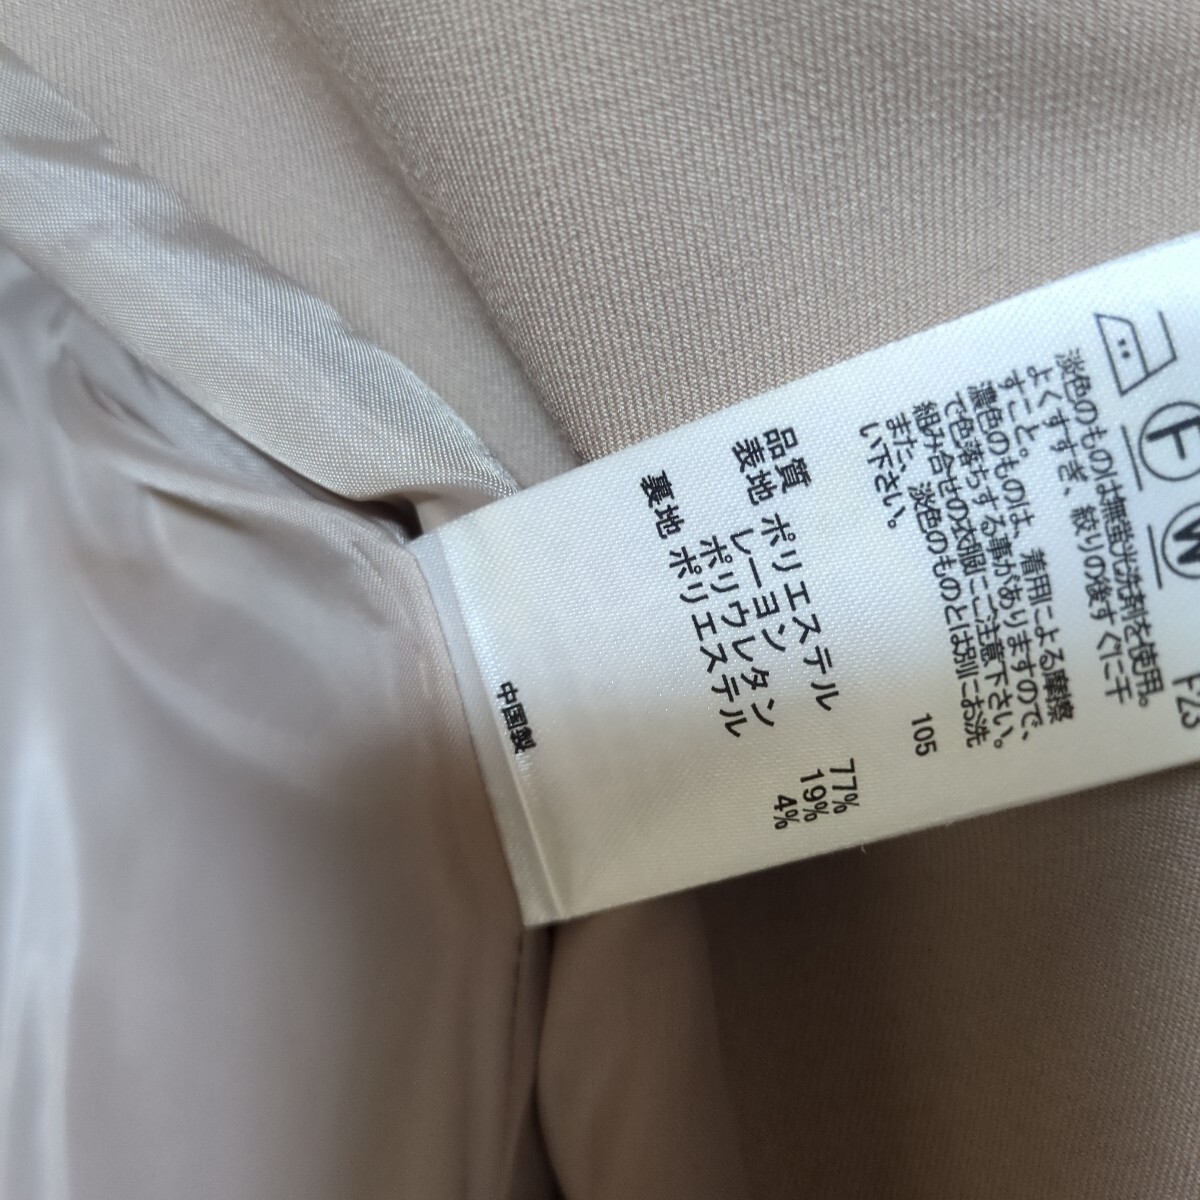 F
W
F23
淡色のものは無蛍光洗剤を使用。
よくすすぎ、絞りの後すぐに干
すこと。
濃色のものは、着用による摩擦
で色落ちする事がありますので、
組み合せの衣服にご注意下さい。
また、淡色のものとは別にお洗
い下さい。
105
品質
表地 ポリエステル 77%
レーヨン 19%
ポリウレタン 4%
裏地 ポリエステル
中国製